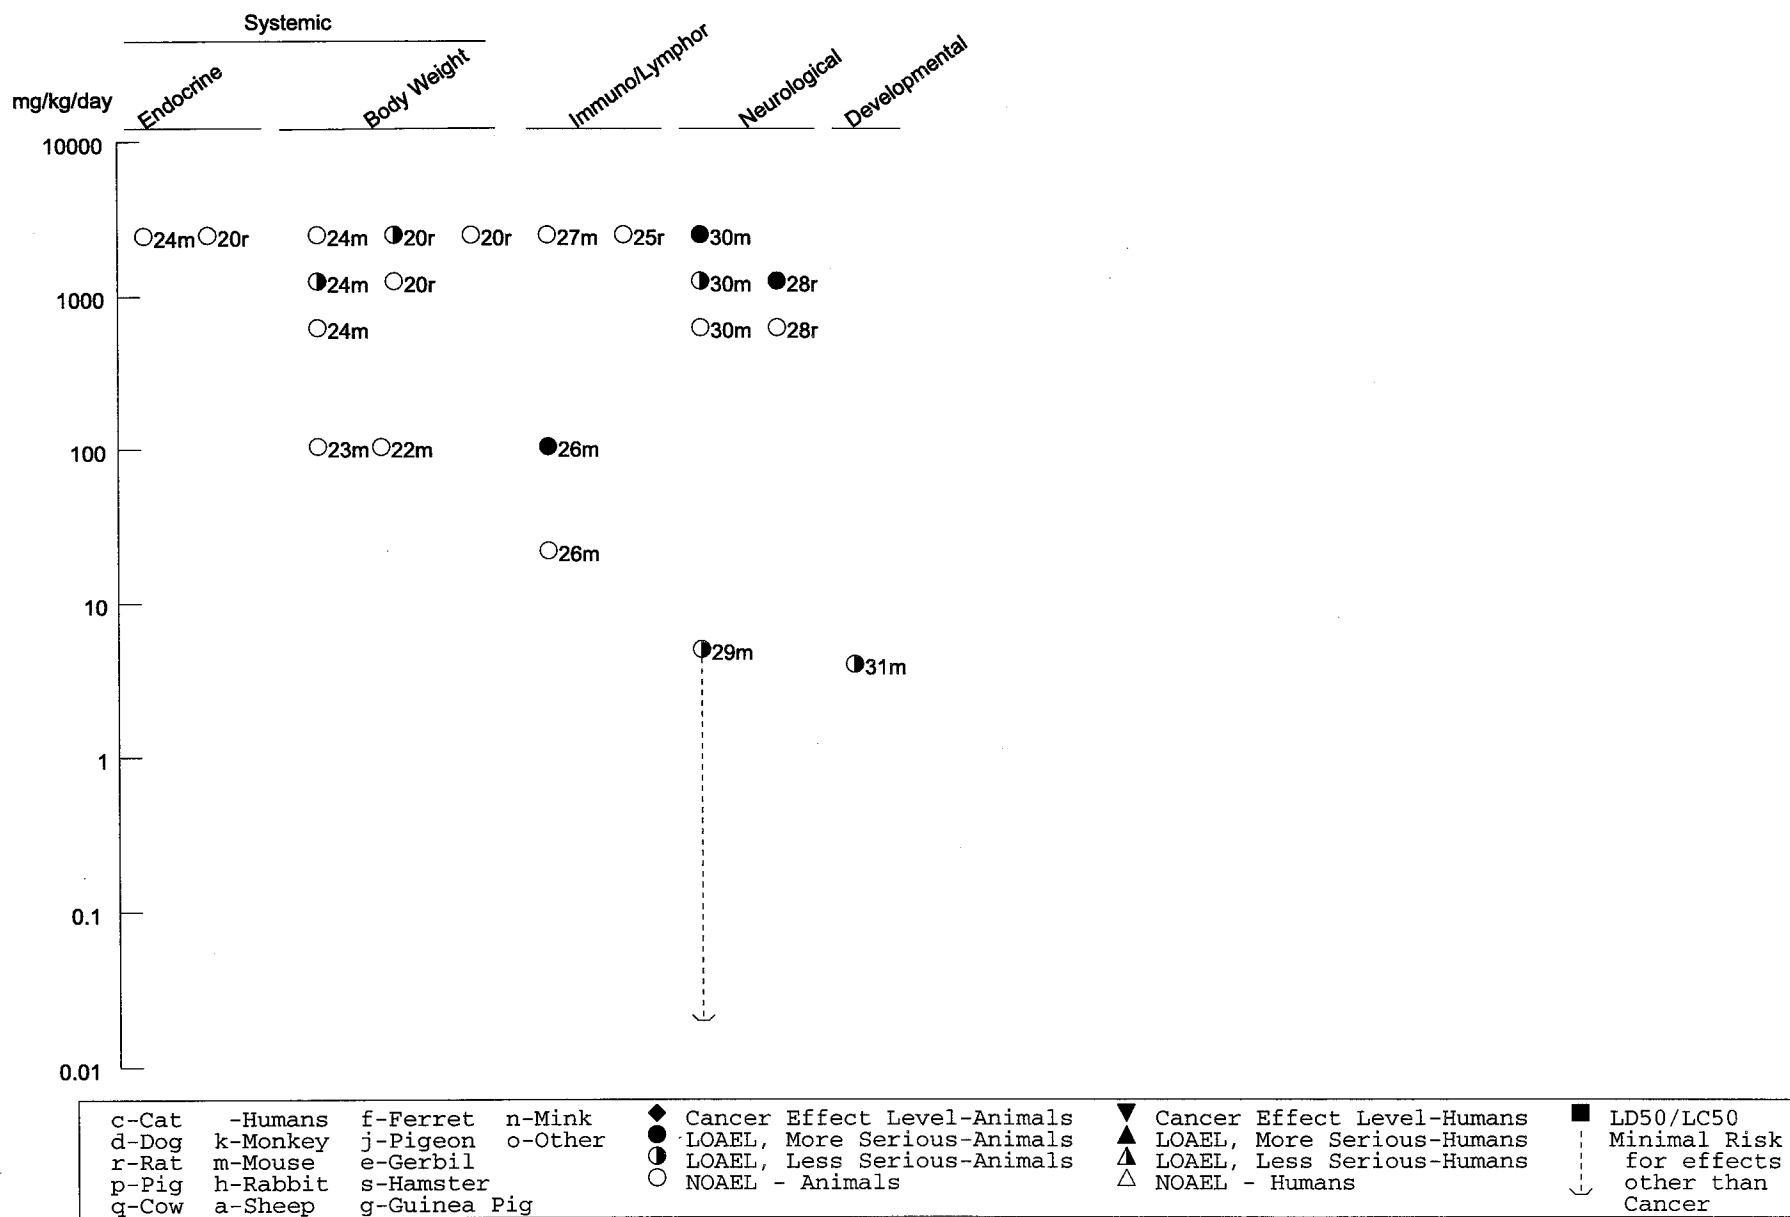 Systemic
Endocrine
Body Weight
Immuno/Lymphor
Neurological
Developmental
mg/kg/day
10000
24m 20r 24m 20r 20r 27m 25r 30m
24m 20r 30m 28r
1000
24m 30m 28r
100
23m 22m 26m
26m
10
29m 31m
1
0.1
0.01
c-Cat -Humans f-Ferret n-Mink Cancer Effect Level-Animals Cancer Effect Level-Humans LD50/LC50
d-Dog k-Monkey j-Pigeon o-Other LOAEL, More Serious-Animals LOAEL, More Serious-Humans Minimal Risk
r-Rat m-Mouse e-Gerbil LOAEL, Less Serious-Animals LOAEL, Less Serious-Humans for effects
p-Pig h-Rabbit s-Hamster NOAEL - Animals NOAEL - Humans other than
q-Cow a-Sheep g-Guinea Pig Cancer